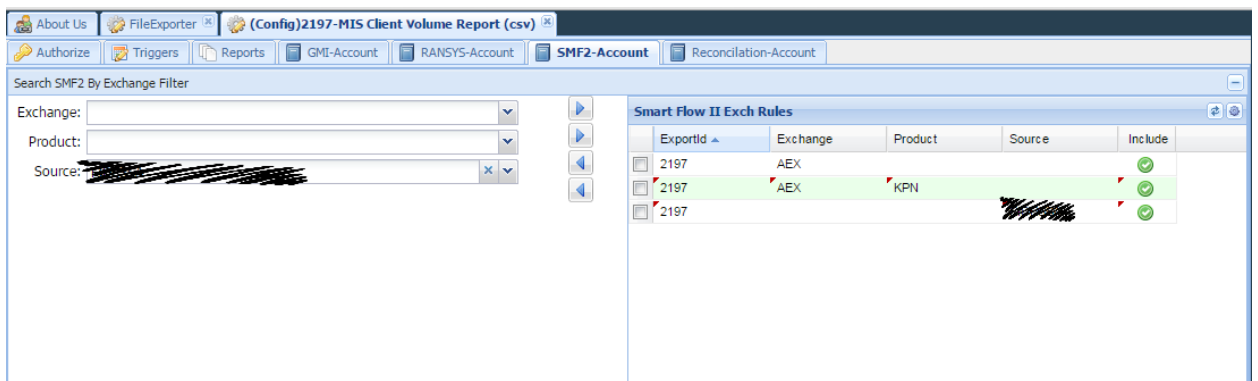 About Us FileExporter (Config)2197-MIS Client Volume Report (csv)
Authorize Triggers Reports GMI-Account RANSYS-Account SMF2-Account Reconcilation-Account
Search SMF2 By Exchange Filter
Exchange:
Product:
Source:
Smart Flow II Exch Rules
ExportId Exchange Product Source Include
2197 AEX
2197 AEX KPN
2197